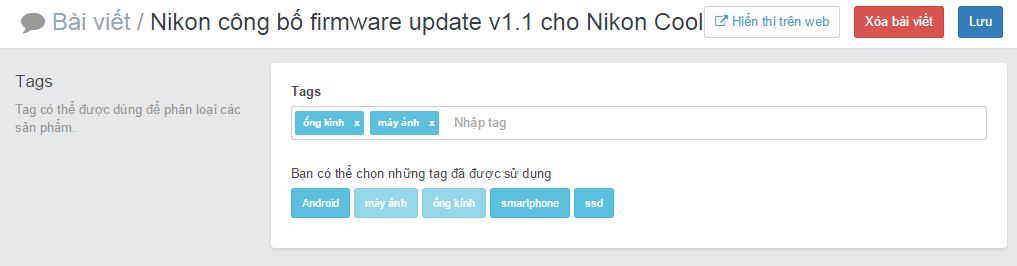 Bài viết / Nikon công bố firmware update v1.1 cho Nikon Cool
Hiển thị trên web
Xóa bài viết
Lưu
Tags
Tag có thể được dùng để phân loại các
sản phẩm.
Tags
ống kính x
máy ảnh x
Nhập tag
Bạn có thể chọn những tag đã được sử dụng
Android
máy ảnh
ống kính
smartphone
ssd